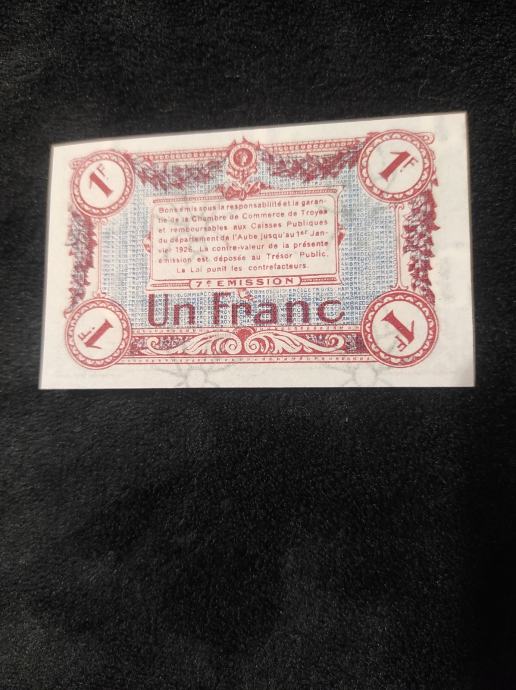 1F
1F
Bons émis sous la responsabilité et la garan-
tie de la Chambre de Commerce de Troyes
et remboursables aux Caisses Publiques
du département de l'Aube jusqu'au 1er Jan-
vier 1926. La contre-valeur de la présente
émission est déposée au Trésor Public.
La Loi punit les contrefacteurs.
7e EMISSION
Un Franc
1F
1F